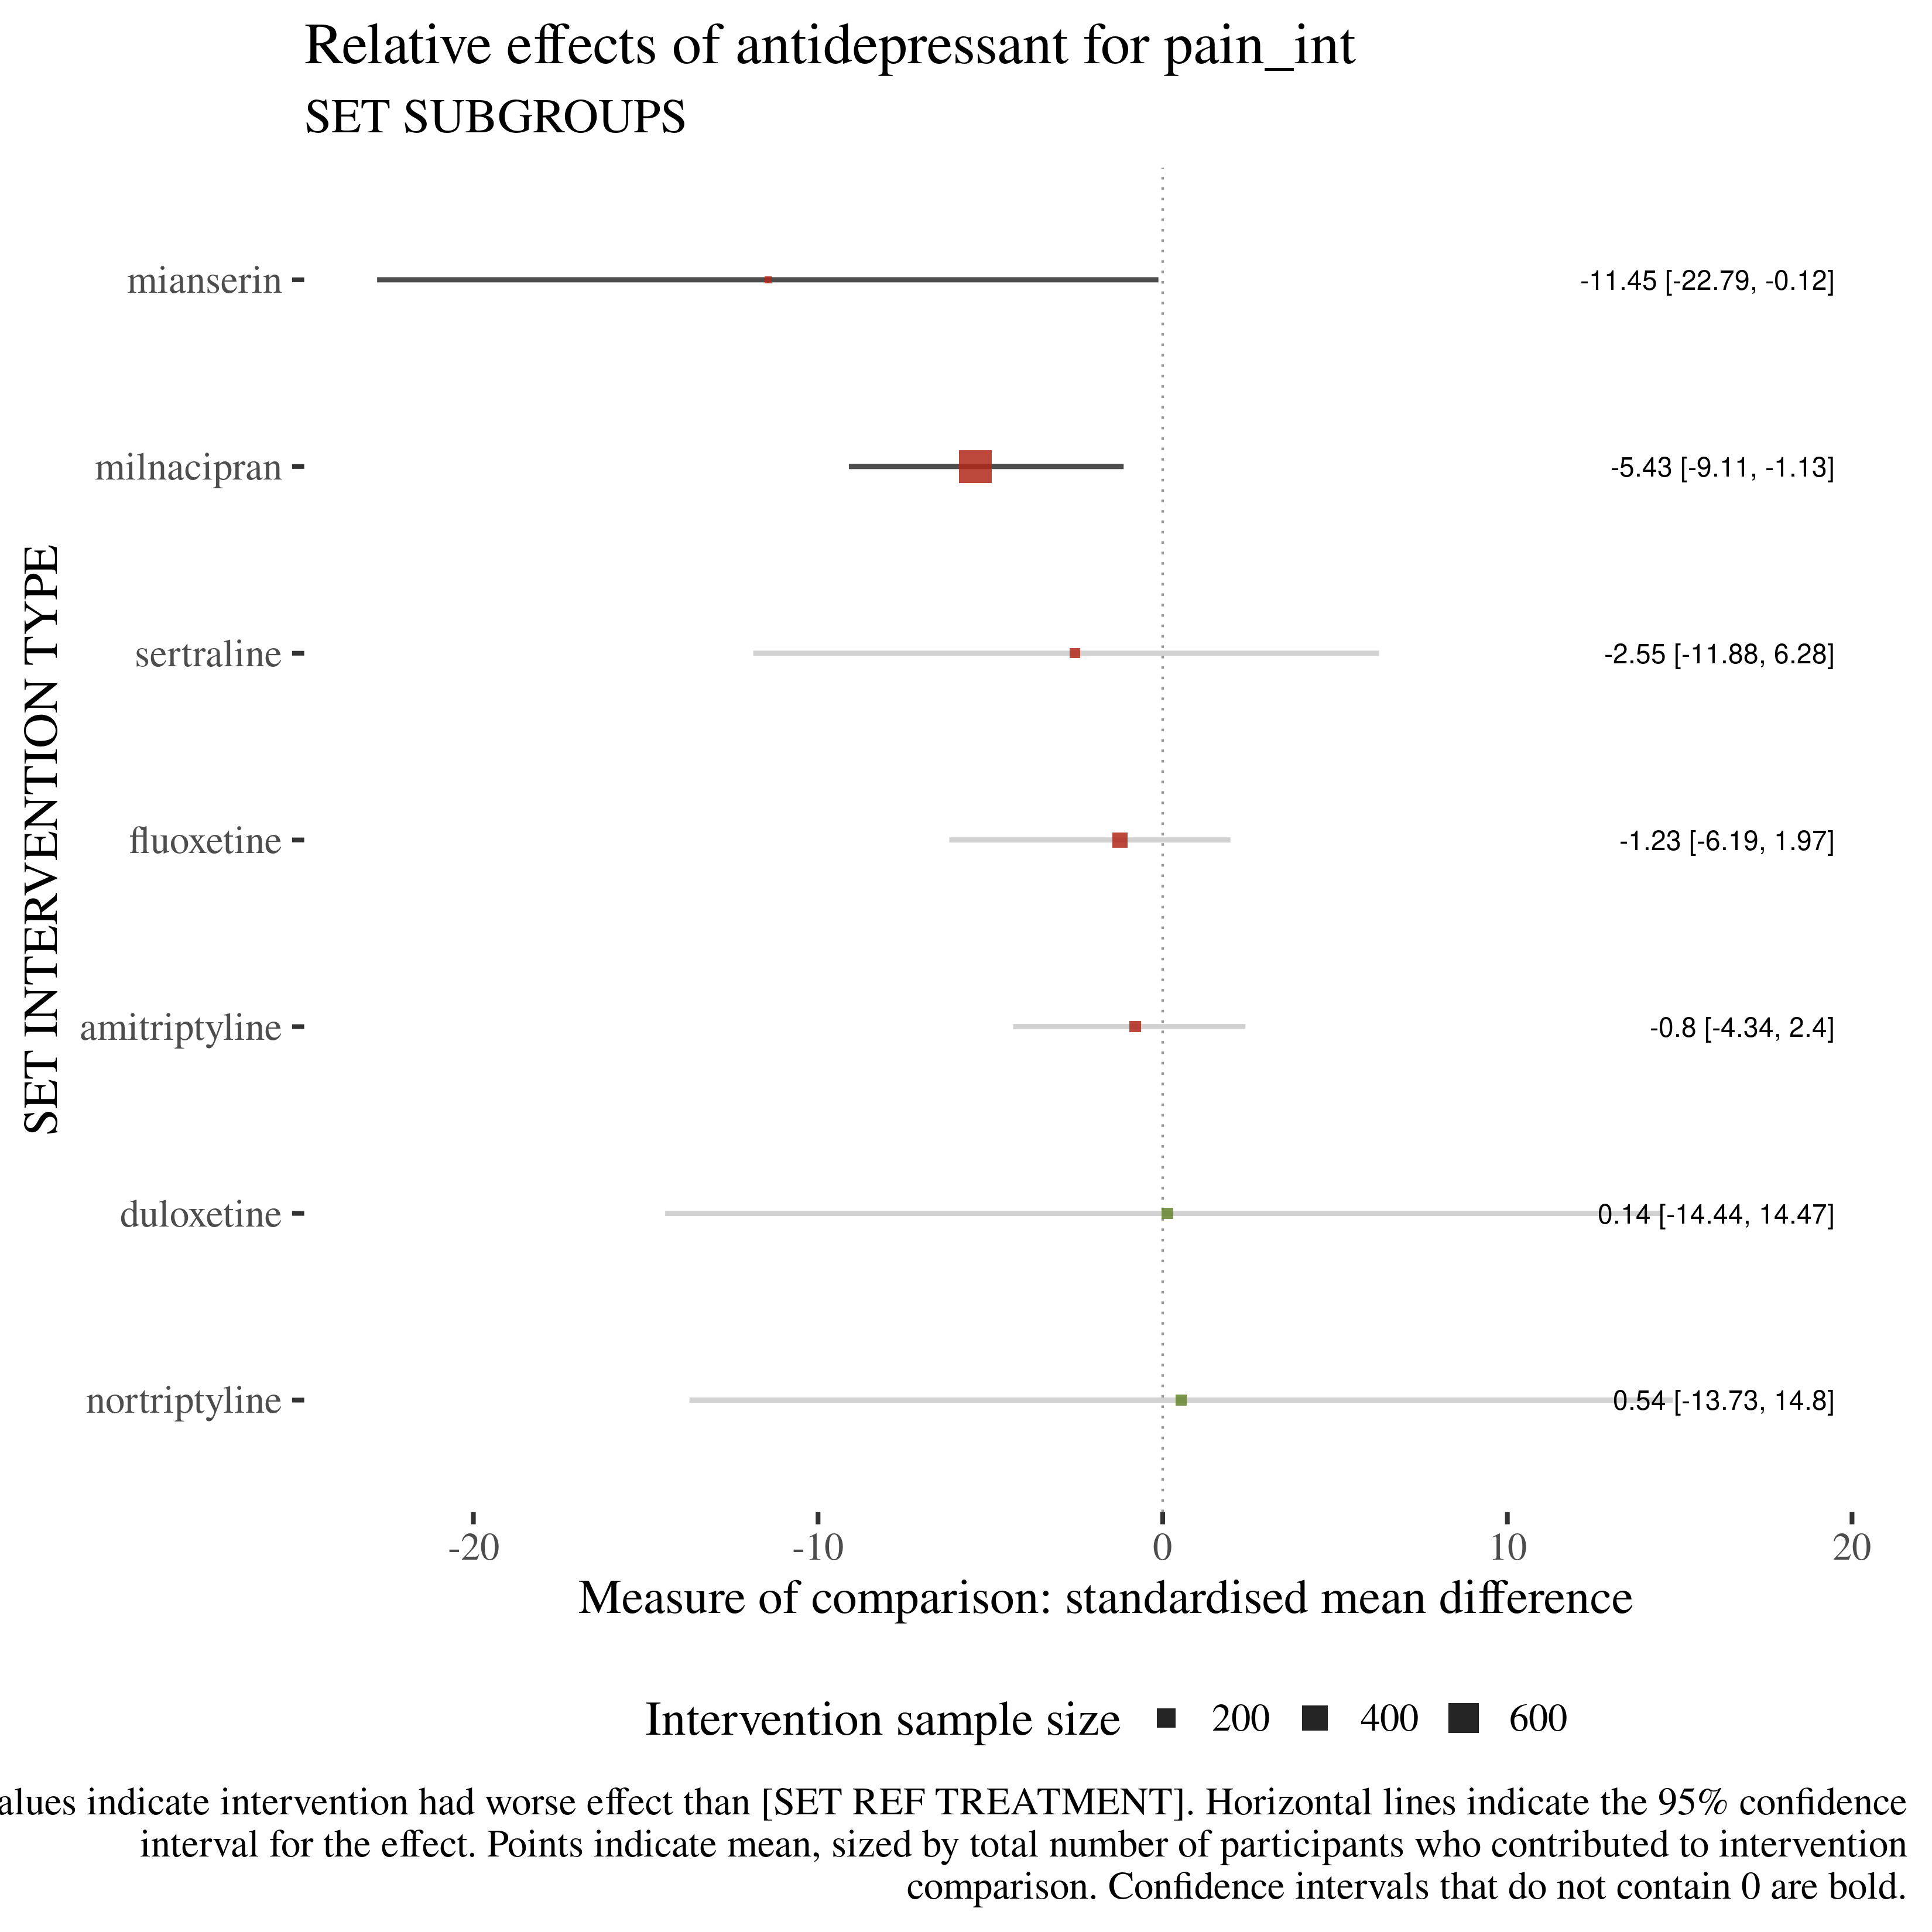 Relative effects of antidepressant for pain_int
SET SUBGROUPS
SET INTERVENTION TYPE
mianserin
-11.45 [-22.79, -0.12]
milnacipran
-5.43 [-9.11, -1.13]
sertraline
-2.55 [-11.88, 6.28]
fluoxetine
-1.23 [-6.19, 1.97]
amitriptyline
-0.8 [-4.34, 2.4]
duloxetine
0.14 [-14.44, 14.47]
nortriptyline
0.54 [-13.73, 14.8]
-20 -10 0 10 20
Measure of comparison: standardised mean difference
Intervention sample size 200 400 600
indicate intervention had worse effect than [SET REF TREATMENT]. Horizontal lines indicate the 95% confidence
interval for the effect. Points indicate mean, sized by total number of participants who contributed to intervention
comparison. Confidence intervals that do not contain 0 are bold.